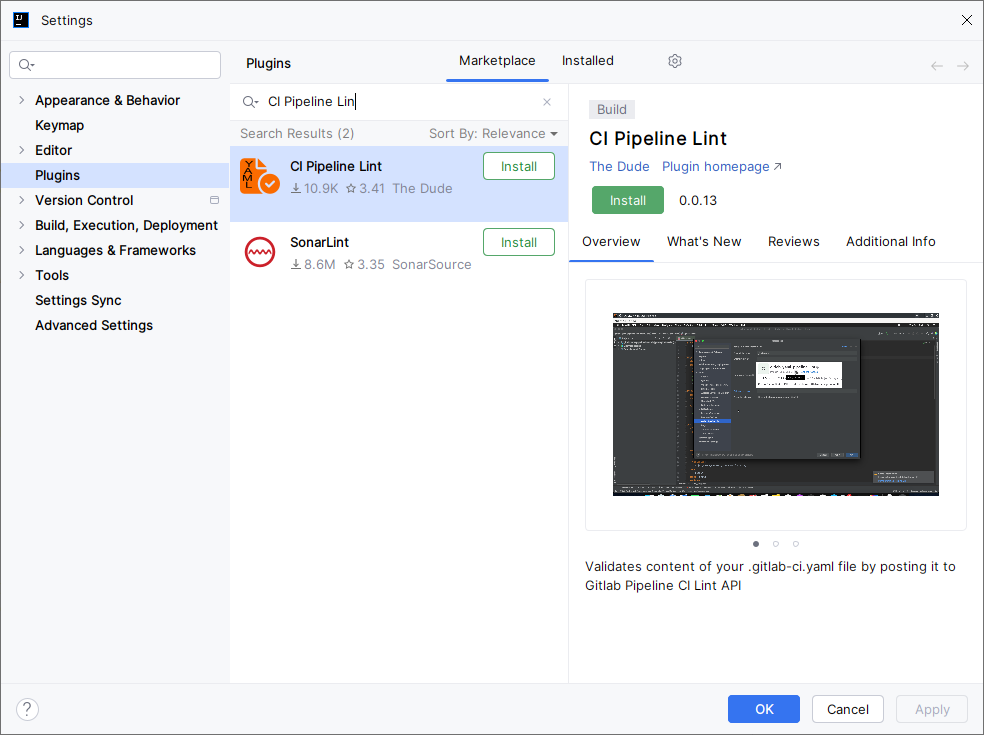 Settings
Plugins
Marketplace
Installed
Appearance & Behavior
Keymap
Editor
Plugins
Version Control
Build, Execution, Deployment
Languages & Frameworks
Tools
Settings Sync
Advanced Settings
CI Pipeline Lin
Search Results (2)
Sort By: Relevance
YAML
CI Pipeline Lint
Install
10.9K 3.41 The Dude
SonarLint
Install
8.6M 3.35 SonarSource
Build
CI Pipeline Lint
The Dude Plugin homepage ↗
Install 0.0.13
Overview What's New Reviews Additional Info
Validates content of your .gitlab-ci.yaml file by posting it to
Gitlab Pipeline CI Lint API
?
OK
Cancel
Apply